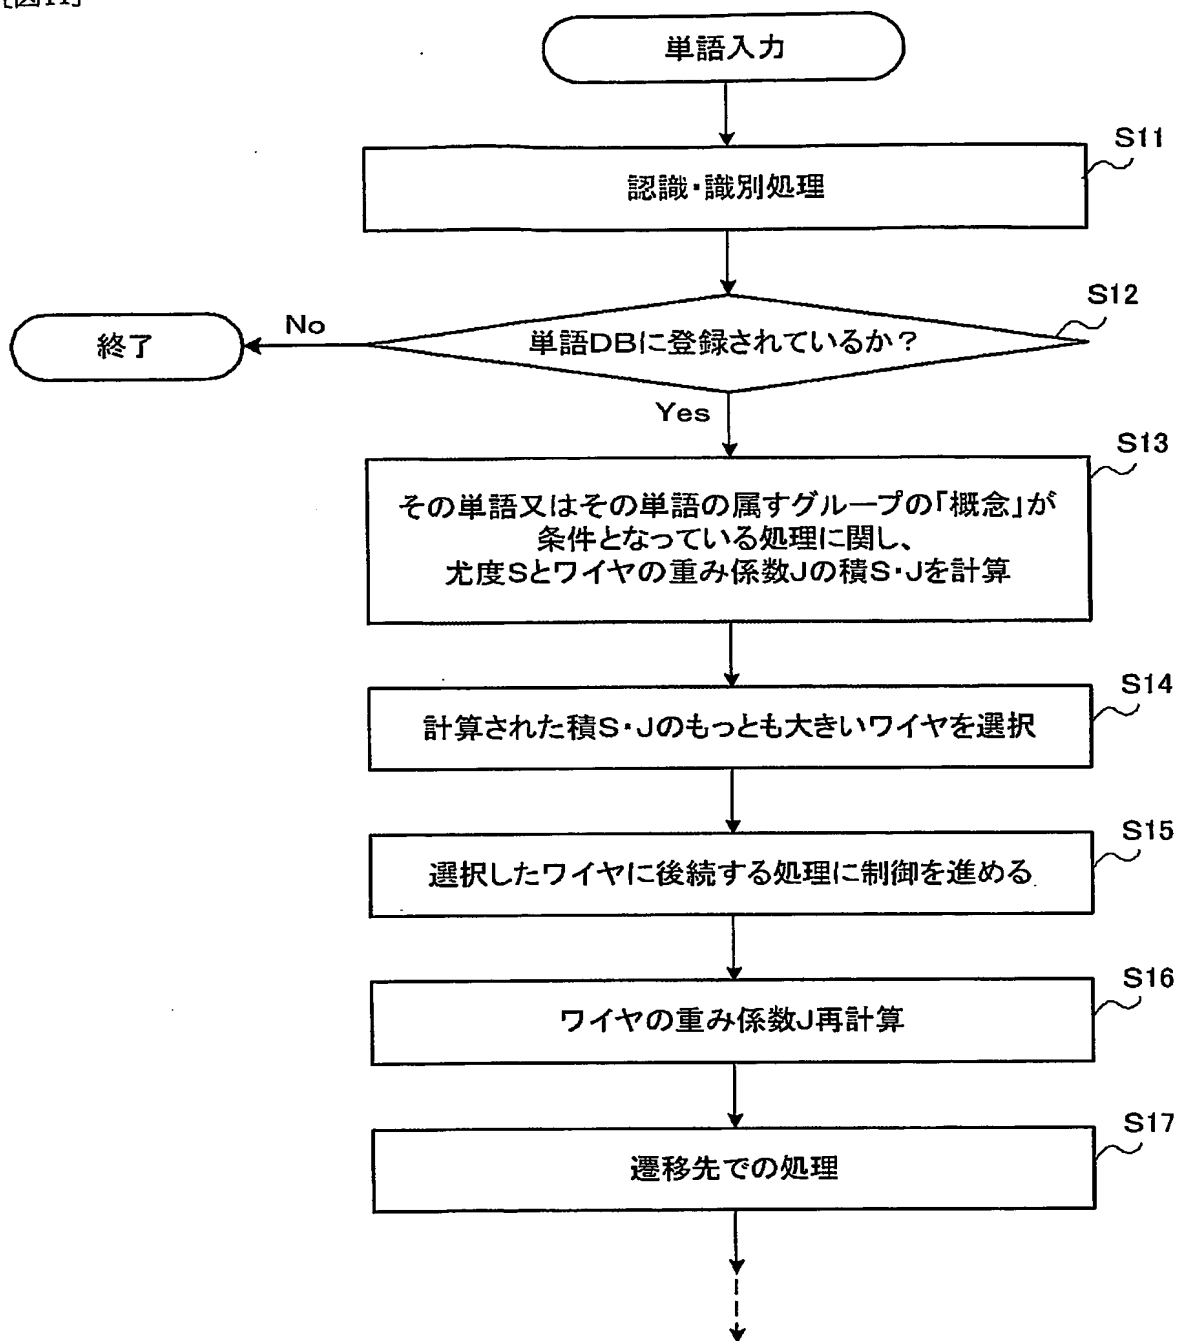 [図11]
単語入力
S11
認識・識別処理
S12
単語DBに登録されているか?
No
終了
Yes
S13
その単語又はその単語の属すグループの「概念」が
条件となっている処理に関し、
尤度Sとワイヤの重み係数Jの積S・Jを計算
S14
計算された積S・Jのもっとも大きいワイヤを選択
S15
選択したワイヤに後続する処理に制御を進める
S16
ワイヤの重み係数J再計算
S17
遷移先での処理